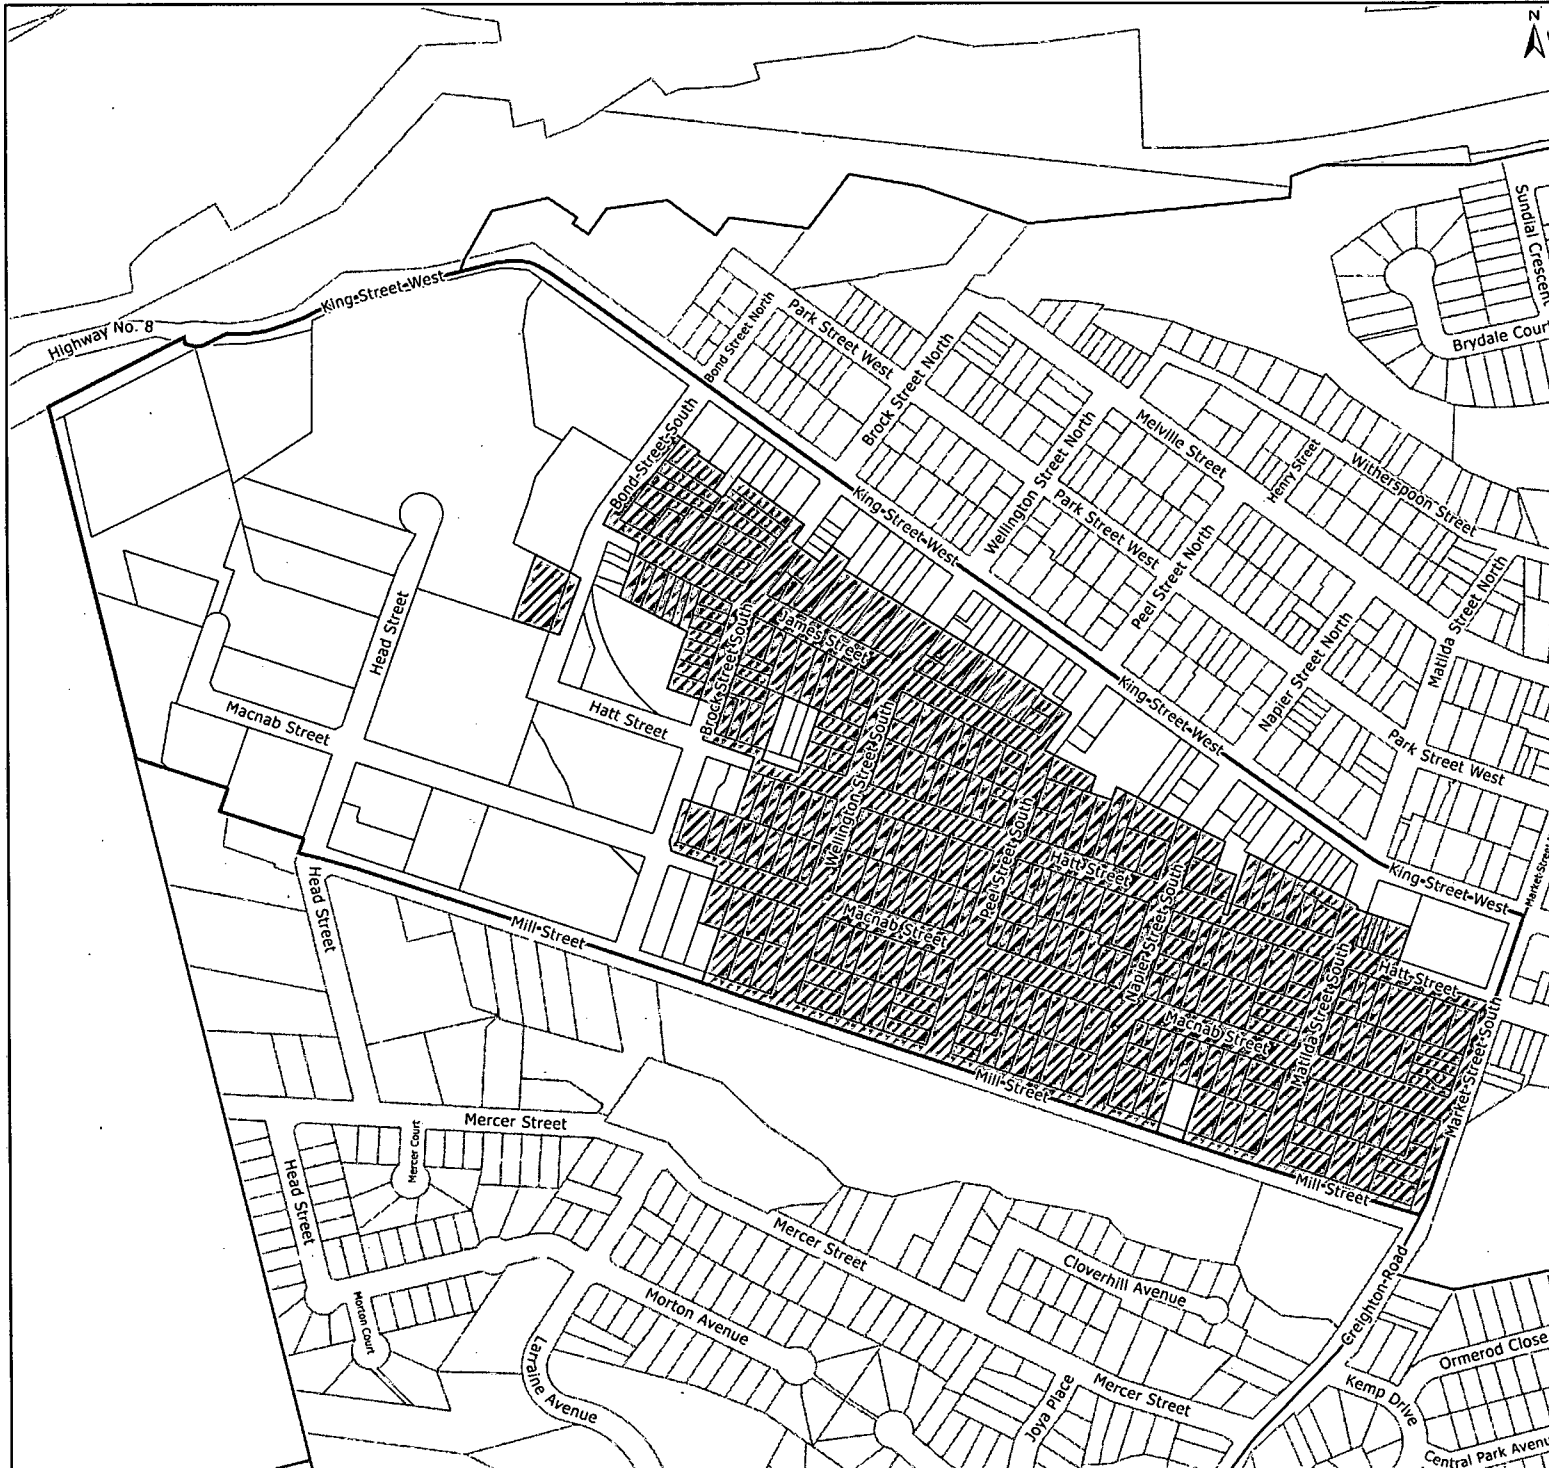 N
Sundial Crescent
Brydale Court
King Street West
Highway No. 8
Bond Street North
Park Street West
Brock Street North
Melville Street
Wellington Street North
Henry Street
Witherspoon Street
Bond Street South
King Street West
Park Street West
Peel Street North
Matilda Street North
Napier Street North
Head Street
James Street
Brock Street South
King Street West
Park Street West
Macnab Street
Hatt Street
Wellington Street South
Hatt Street
Peel Street South
Napier Street South
King Street West
Head Street
Mill Street
Macnab Street
Matilda Street South
Hatt Street
Macnab Street
Market Street South
Mill Street
Mercer Street
Mercer Court
Head Street
Mill Street
Mercer Street
Cloverhill Avenue
Creighton Road
Morton Court
Morton Avenue
Larraine Avenue
Joya Place
Mercer Street
Kemp Drive
Ormerod Close
Central Park Avenu